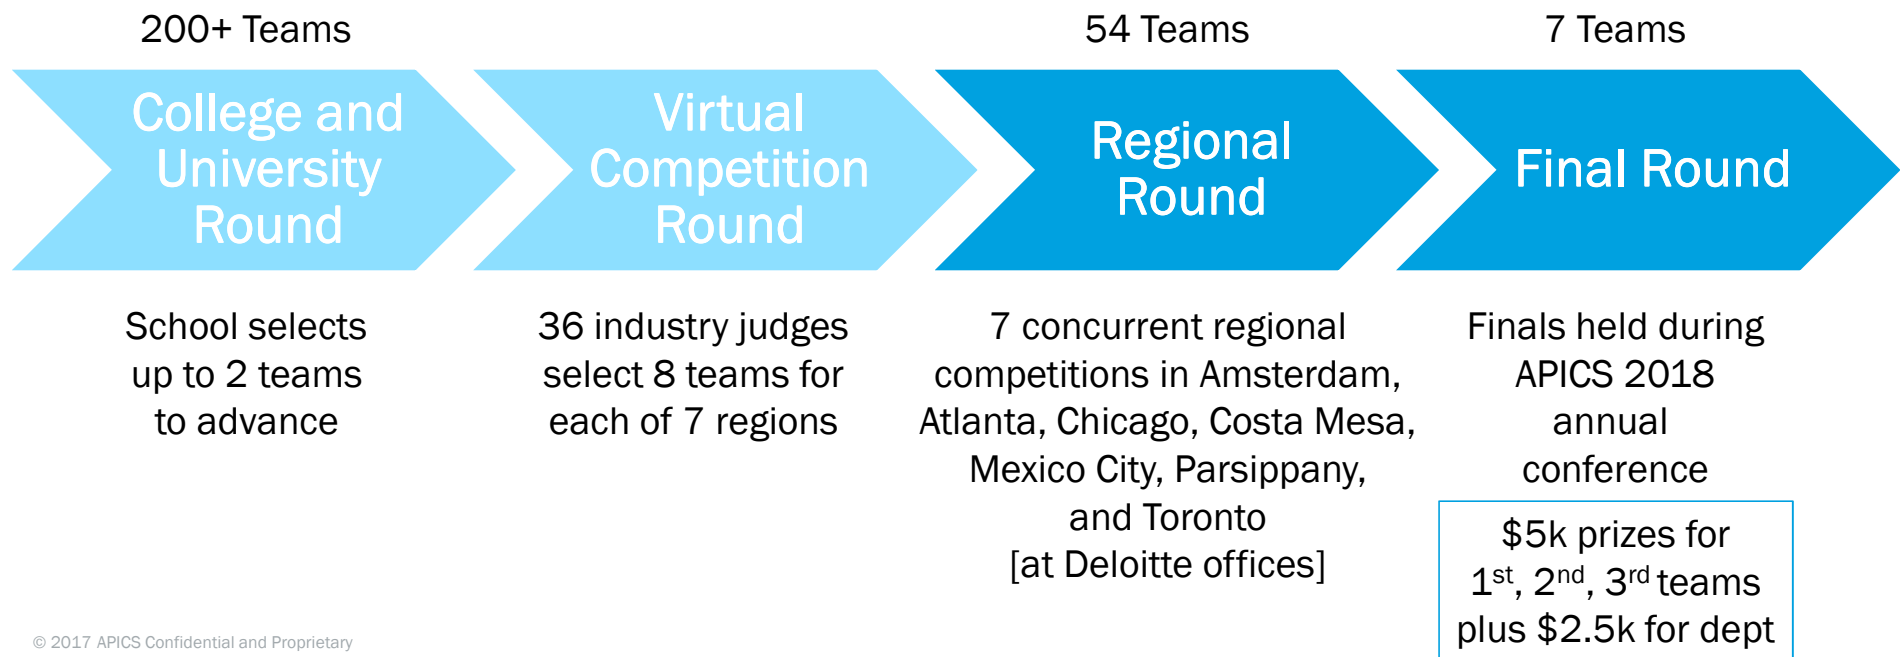 200+ Teams
College and
University
Round
School selects
up to 2 teams
to advance
Virtual
Competition
Round
36 industry judges
select 8 teams for
each of 7 regions
54 Teams
Regional
Round
7 concurrent regional
competitions in Amsterdam,
Atlanta, Chicago, Costa Mesa,
Mexico City, Parsippany,
and Toronto
[at Deloitte offices]
7 Teams
Final Round
Finals held during
APICS 2018
annual
conference
$5k prizes for
1st, 2nd, 3rd teams
plus $2.5k for dept
© 2017 APICS Confidential and Proprietary